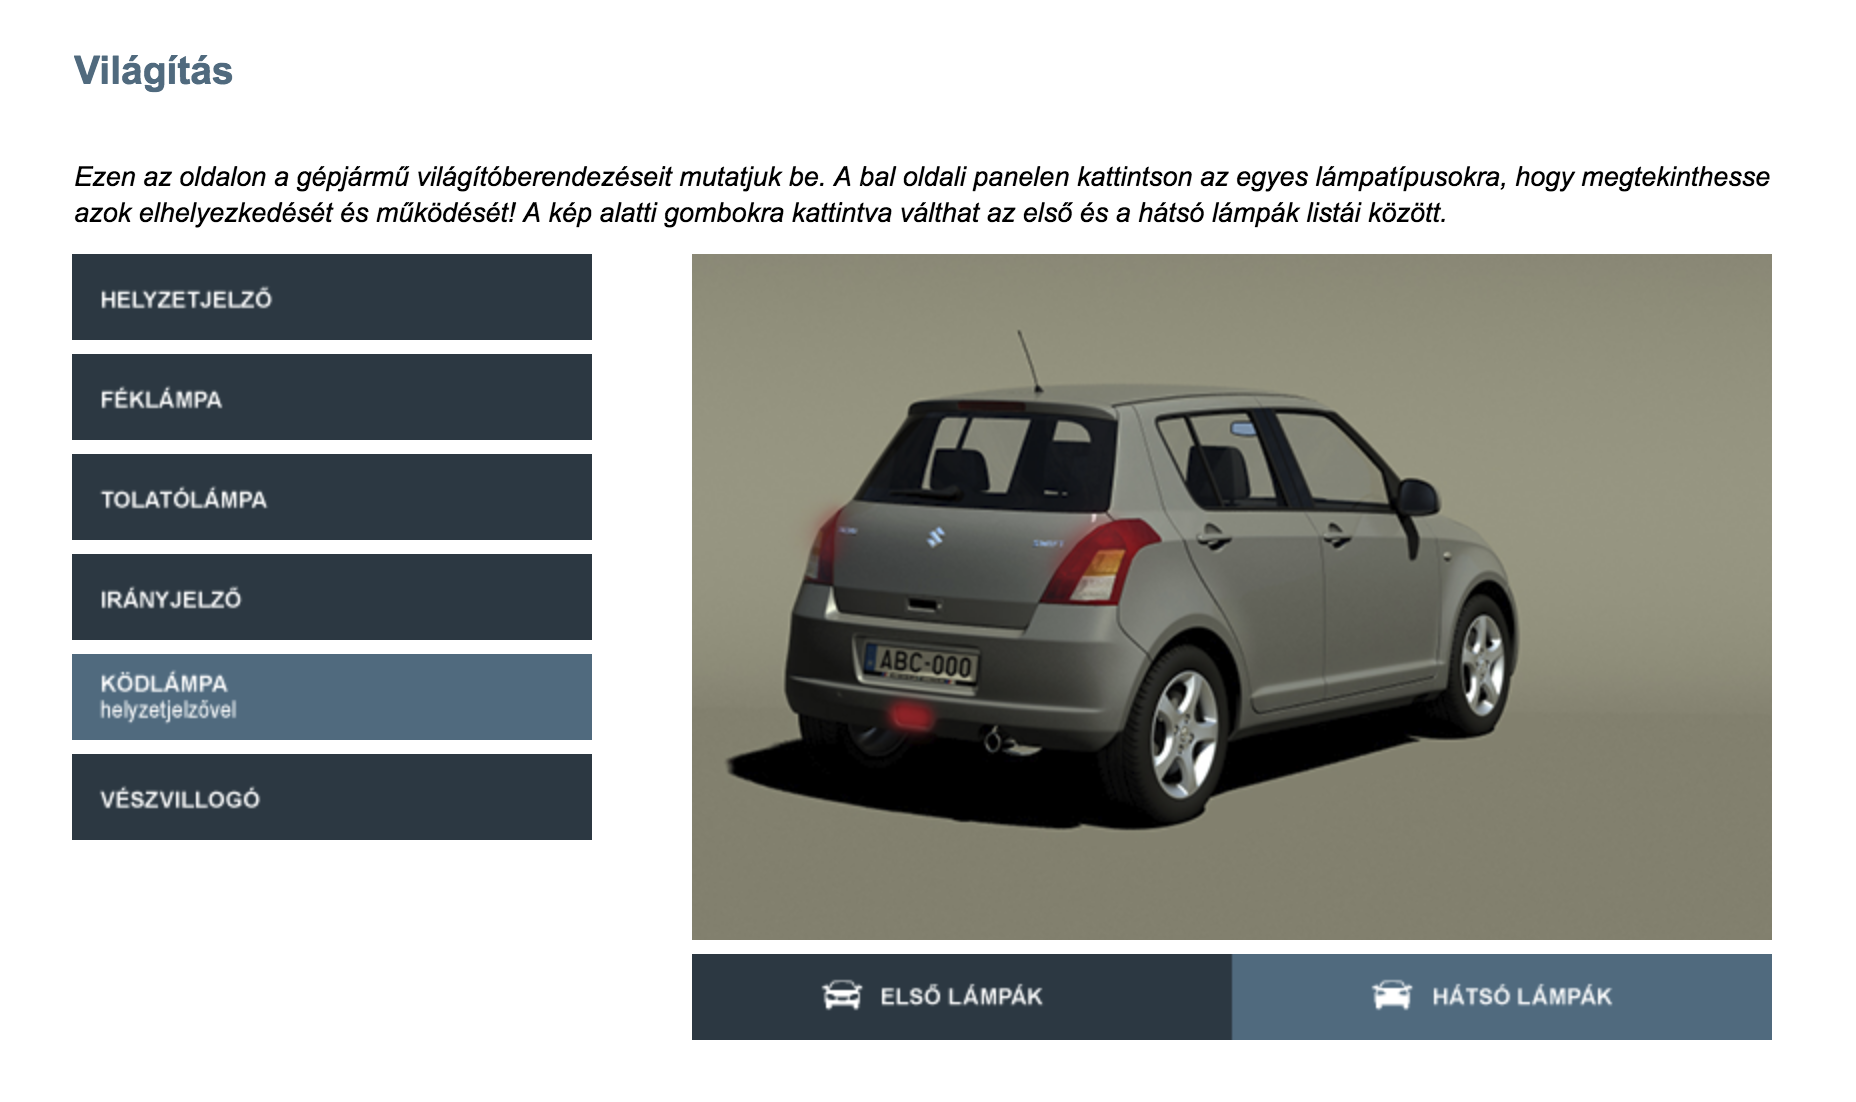 Világítás
Ezen az oldalon a gépjármű világítóberendezéseit mutatjuk be. A bal oldali panelen kattintson az egyes lámpatípusokra, hogy megtekinthesse
azok elhelyezkedését és működését! A kép alatti gombokra kattintva válthat az első és a hátsó lámpák listái között.
HELYZETJELZŐ
FÉKLÁMPA
TOLATÓLÁMPA
IRÁNYJELZŐ
KÖDLÁMPA
helyzetjelzővel
VÉSZVILLOGÓ
ABC-000
ELSŐ LÁMPÁK
HÁTSÓ LÁMPÁK